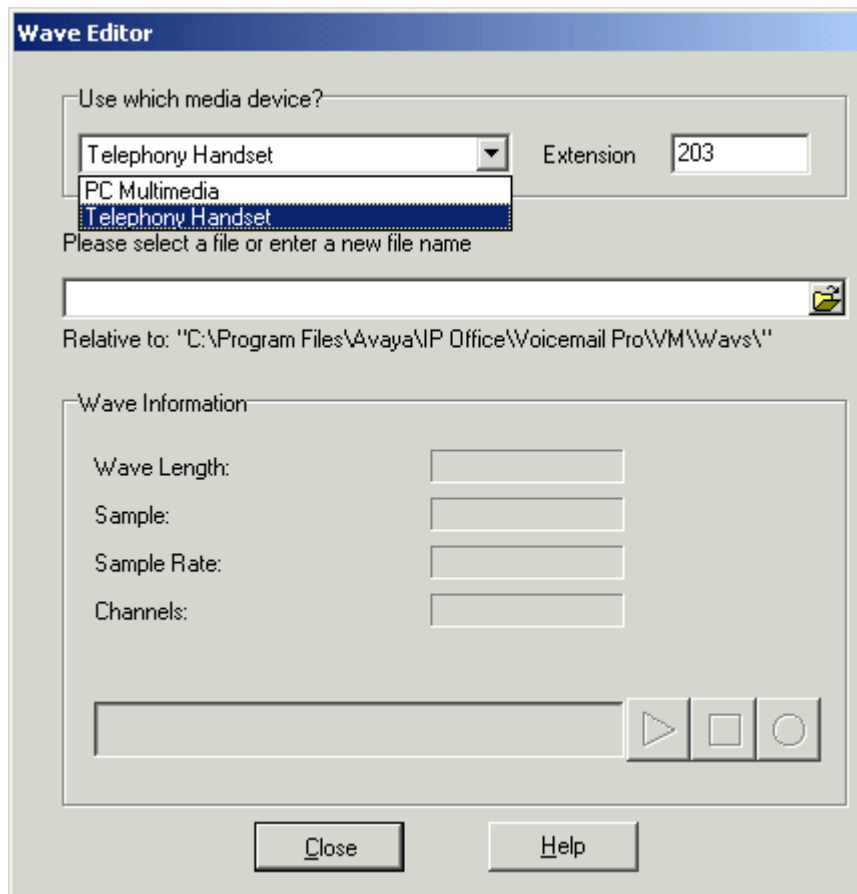 Wave Editor
Use which media device?
Telephony Handset
Extension
203
PC Multimedia
Telephony Handset
Please select a file or enter a new file name
Relative to: "C:\Program Files\Avaya\IP Office\Voicemail Pro\VM\Wavs\"
Wave Information
Wave Length:
Sample:
Sample Rate:
Channels:
Close
Help